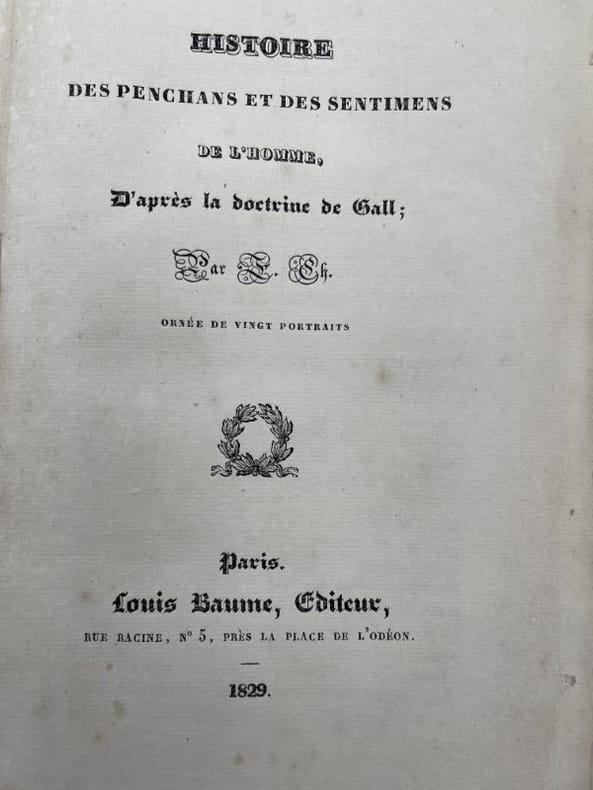 HISTOIRE
DES PENCHANS ET DES SENTIMENS
DE L'HOMME,
D'après la doctrine de Gall;
Par T. Ch.
ORNÉE DE VINGT PORTRAITS
Paris.
Louis Baume, Editeur,
RUE RACINE, N° 5, PRÈS LA PLACE DE L'ODÉON.
1829.